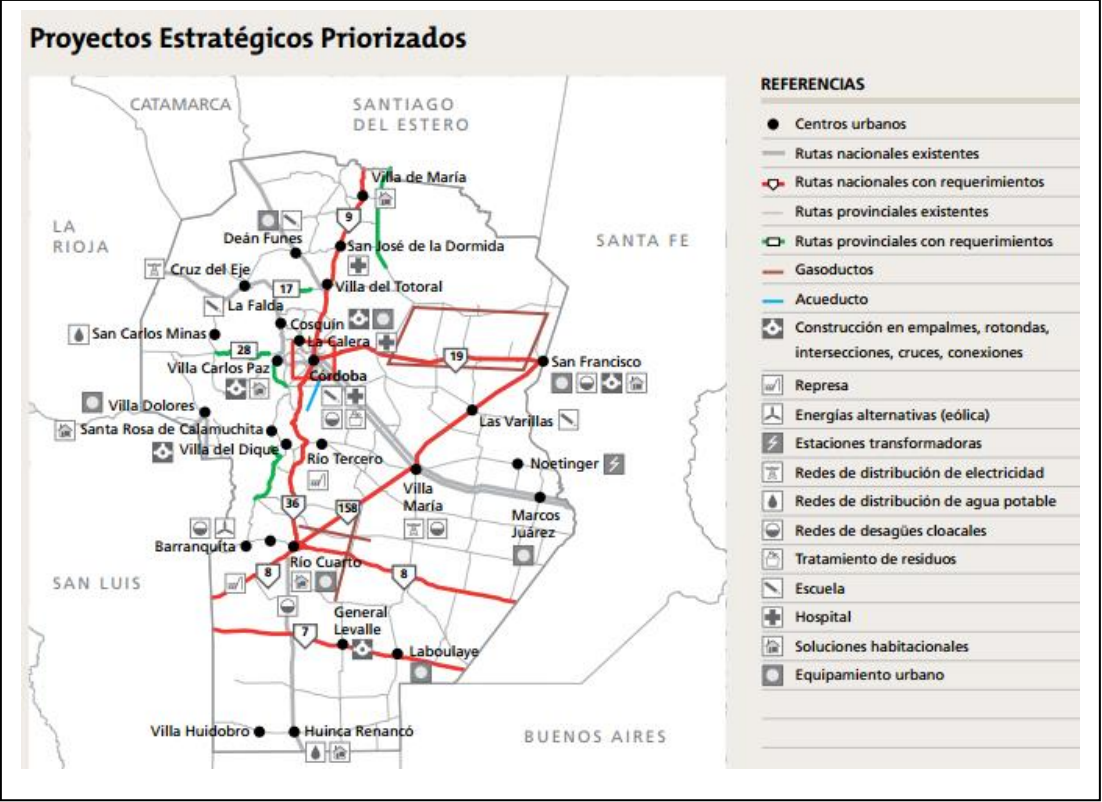 Proyectos Estratégicos Priorizados
CATAMARCA
SANTIAGO
DEL ESTERO
Villa de María
9
LA
RIOJA
Deán Funes
San José de la Dormida
SANTA FE
Cruz del Eje
17
Villa del Totoral
La Falda
Cosquín
San Carlos Minas
La Calera
28
19
San Francisco
Villa Carlos Paz
Córdoba
Villa Dolores
Las Varillas
Santa Rosa de Calamuchita
Villa del Dique
Río Tercero
Noetinger
Villa
María
36
158
Marcos
Juárez
Barranquita
Río Cuarto
SAN LUIS
8
8
General
Levalle
7
Laboulaye
Villa Huidobro
Huinca Renancó
BUENOS AIRES
REFERENCIAS
Centros urbanos
Rutas nacionales existentes
Rutas nacionales con requerimientos
Rutas provinciales existentes
Rutas provinciales con requerimientos
Gasoductos
Acueducto
Construcción en empalmes, rotondas,
intersecciones, cruces, conexiones
Represa
Energías alternativas (eólica)
Estaciones transformadoras
Redes de distribución de electricidad
Redes de distribución de agua potable
Redes de desagües cloacales
Tratamiento de residuos
Escuela
Hospital
Soluciones habitacionales
Equipamiento urbano